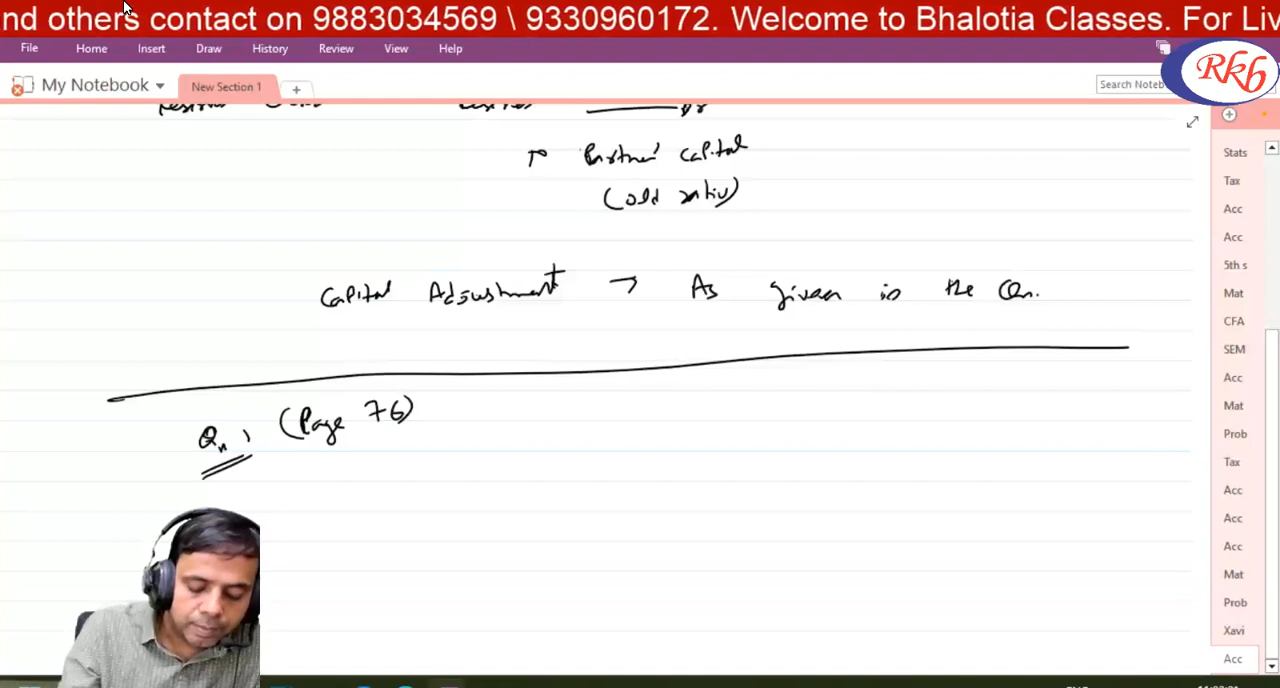 nd others contact on 9883034569 \ 9330960172. Welcome to Bhalotia Classes. For Liv
File Home Insert Draw History Review View Help
My Notebook New Section 1 +
Search Noteb
Rkb
Capital
(old ratio)
Capital Adjustment → As given in the Qn.
Qn 1 (Page 76)
Stats
Tax
Acc
Acc
5th s
Mat
CFA
SEM
Acc
Mat
Prob
Tax
Acc
Acc
Acc
Mat
Prob
Xavi
Acc